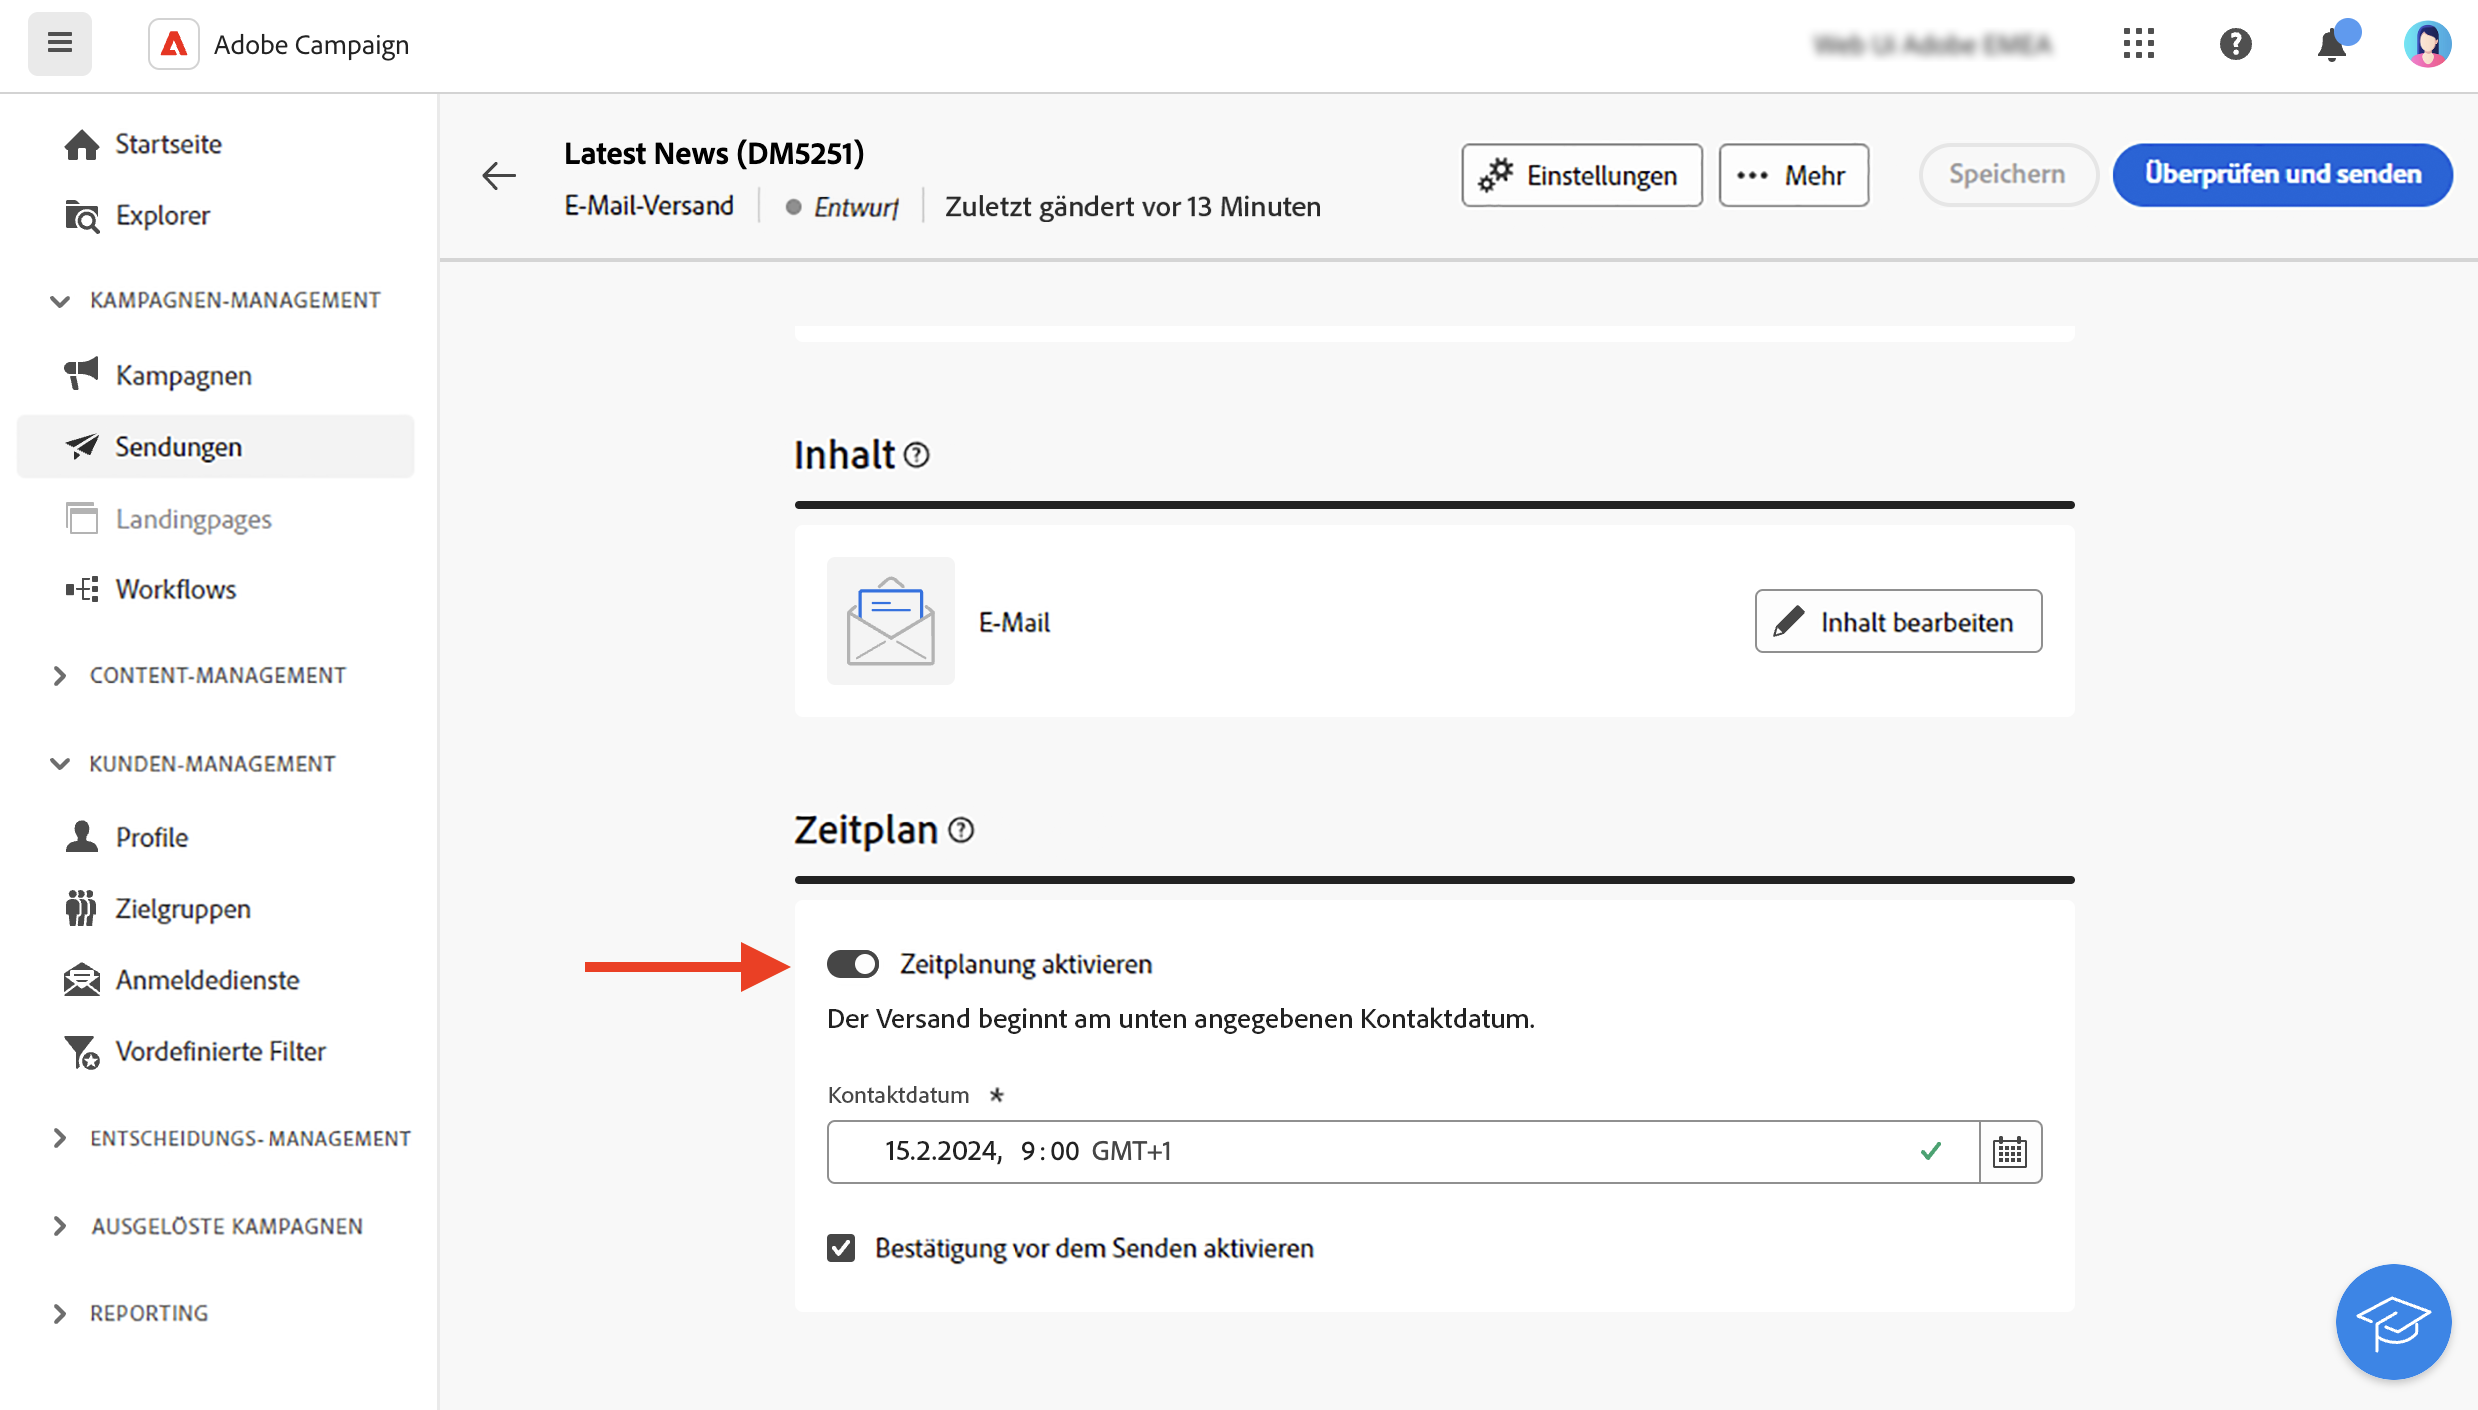 Adobe Campaign
Startseite
Explorer
KAMPAGNEN-MANAGEMENT
Kampagnen
Sendungen
Landingpages
Workflows
CONTENT-MANAGEMENT
KUNDEN-MANAGEMENT
Profile
Zielgruppen
Anmeldedienste
Vordefinierte Filter
ENTSCHEIDUNGS- MANAGEMENT
AUSGELÖSTE KAMPAGNEN
REPORTING
Latest News (DM5251)
E-Mail-Versand Entwurf Zuletzt gändert vor 13 Minuten
Einstellungen
Mehr
Speichern
Überprüfen und senden
Inhalt
E-Mail
Inhalt bearbeiten
Zeitplan
Zeitplanung aktivieren
Der Versand beginnt am unten angegebenen Kontaktdatum.
Kontaktdatum *
15.2.2024, 9:00 GMT+1
Bestätigung vor dem Senden aktivieren